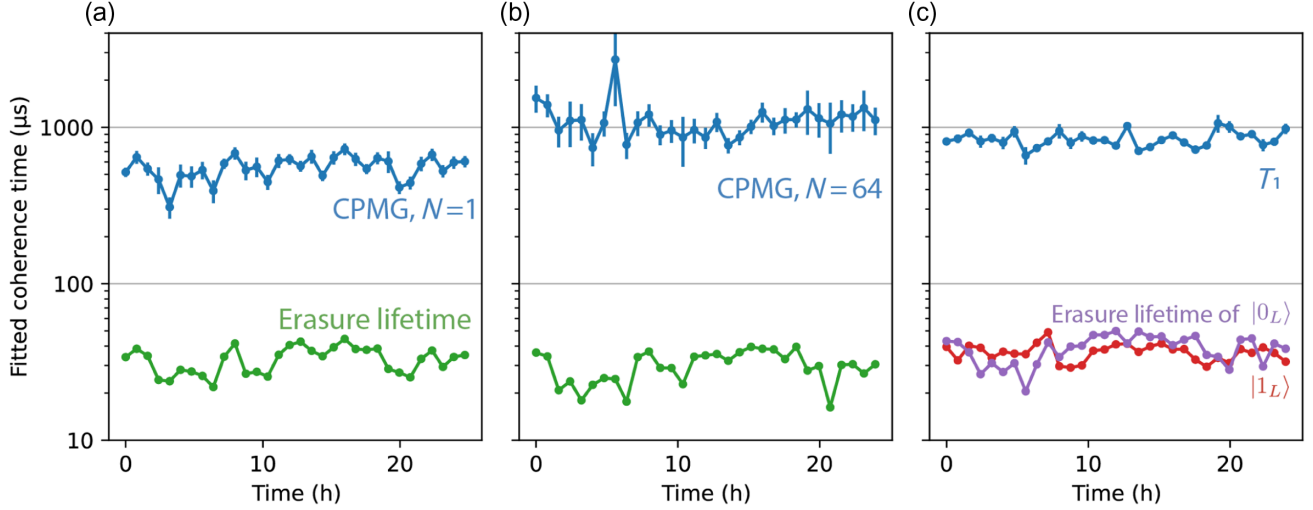 (a)
(b)
(c)
Fitted coherence time (μs)
1000
100
10
CPMG, N = 1
Erasure lifetime
0
10
20
Time (h)
CPMG, N = 64
0
10
20
Time (h)
T₁
Erasure lifetime of |0_L⟩
|1_L⟩
0
10
20
Time (h)